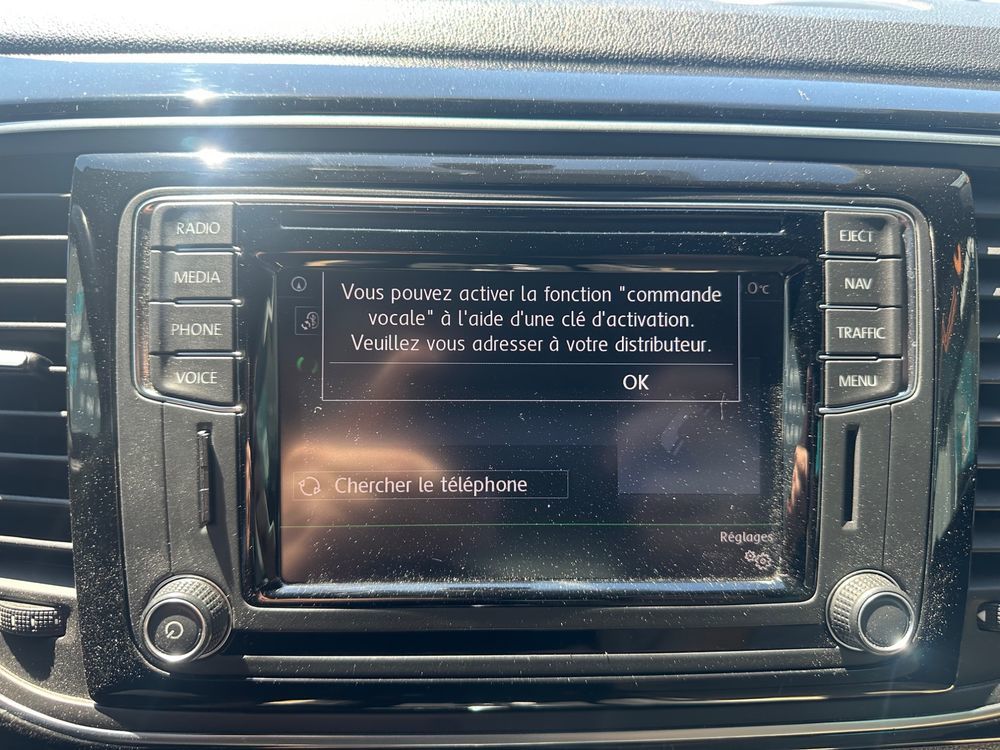 RADIO
MEDIA
PHONE
VOICE
EJECT
NAV
TRAFFIC
MENU
Vous pouvez activer la fonction "commande
vocale" à l'aide d'une clé d'activation.
Veuillez vous adresser à votre distributeur.
OK
Chercher le téléphone
Réglages